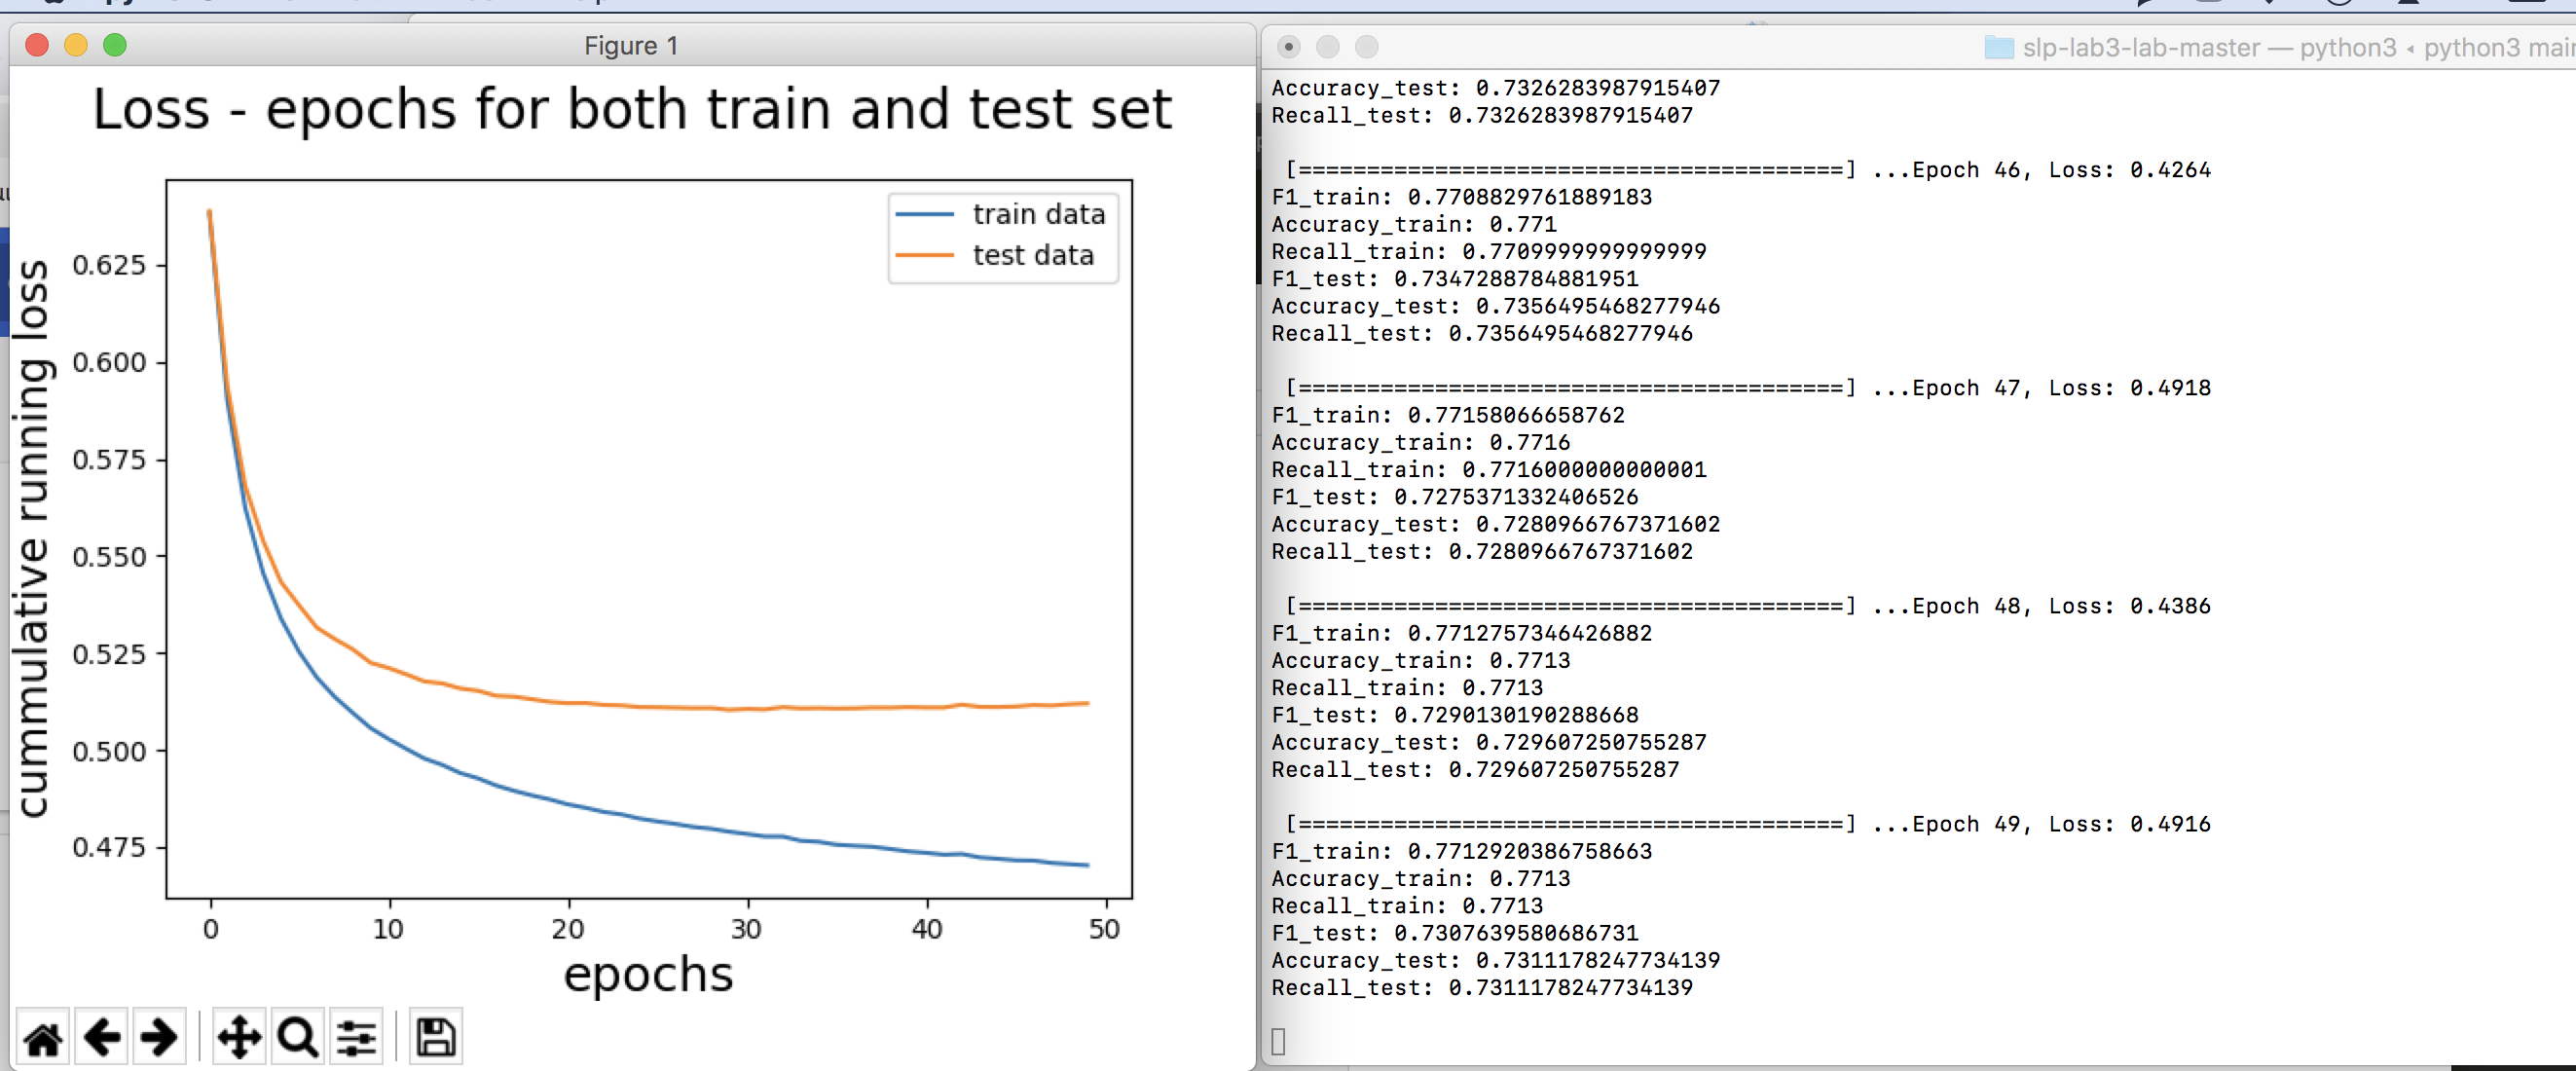 Figure 1
Loss - epochs for both train and test set
train data
test data
cummulative running loss
0.625
0.600
0.575
0.550
0.525
0.500
0.475
0
10
20
30
40
50
epochs
slp-lab3-lab-master — python3 ◂ python3
Accuracy_test: 0.7326283987915407
Recall_test: 0.7326283987915407
[========================================] ...Epoch 46, Loss: 0.4264
F1_train: 0.7708829761889183
Accuracy_train: 0.771
Recall_train: 0.7709999999999999
F1_test: 0.7347288784881951
Accuracy_test: 0.7356495468277946
Recall_test: 0.7356495468277946
[========================================] ...Epoch 47, Loss: 0.4918
F1_train: 0.77158066658762
Accuracy_train: 0.7716
Recall_train: 0.7716000000000001
F1_test: 0.7275371332406526
Accuracy_test: 0.7280966767371602
Recall_test: 0.7280966767371602
[========================================] ...Epoch 48, Loss: 0.4386
F1_train: 0.7712757346426882
Accuracy_train: 0.7713
Recall_train: 0.7713
F1_test: 0.7290130190288668
Accuracy_test: 0.729607250755287
Recall_test: 0.729607250755287
[========================================] ...Epoch 49, Loss: 0.4916
F1_train: 0.7712920386758663
Accuracy_train: 0.7713
Recall_train: 0.7713
F1_test: 0.7307639580686731
Accuracy_test: 0.7311178247734139
Recall_test: 0.7311178247734139